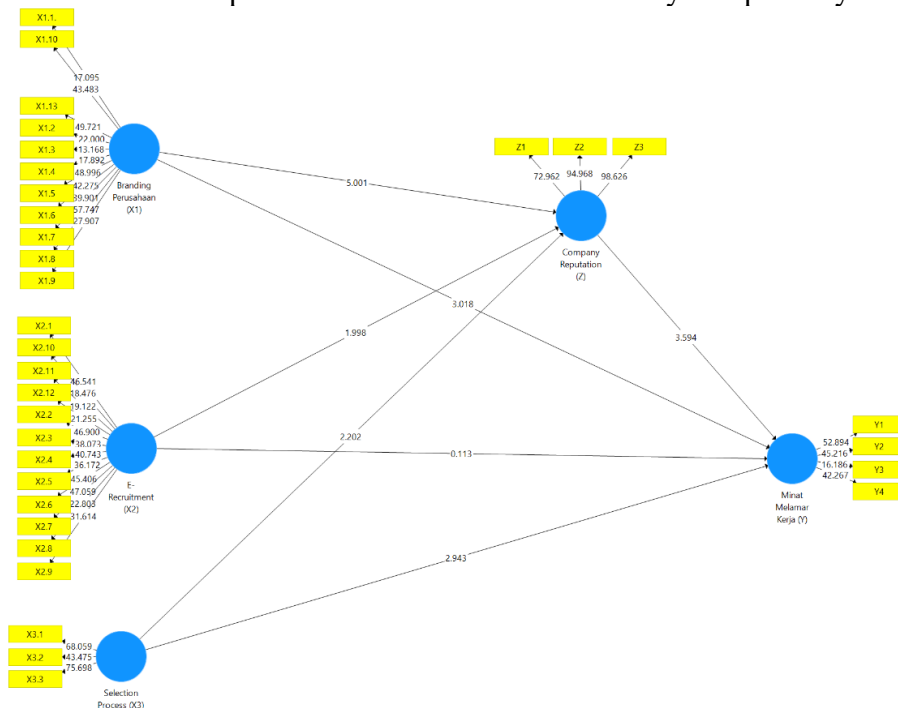 X1.1.
X1.10
17.095
43.483
X1.13
X1.2
X1.3
X1.4
X1.5
X1.6
X1.7
X1.8
X1.9
49.721
22.000
13.168
17.892
48.996
42.275
39.901
57.747
27.907
Branding
Perusahaan
(X1)
Z1
Z2
Z3
72.962
94.968
98.626
Company
Reputation
(Z)
5.001
3.018
1.998
3.594
2.202
0.113
2.943
X2.1
X2.10
X2.11
X2.12
X2.2
X2.3
X2.4
X2.5
X2.6
X2.7
X2.8
X2.9
46.541
18.476
19.122
21.255
46.900
38.073
40.743
36.172
45.406
47.059
22.803
31.614
E-
Recruitment
(X2)
Y1
Y2
Y3
Y4
52.894
45.216
16.186
42.267
Minat
Melamar
Kerja (Y)
X3.1
X3.2
X3.3
68.059
43.475
75.698
Selection
Process (X3)